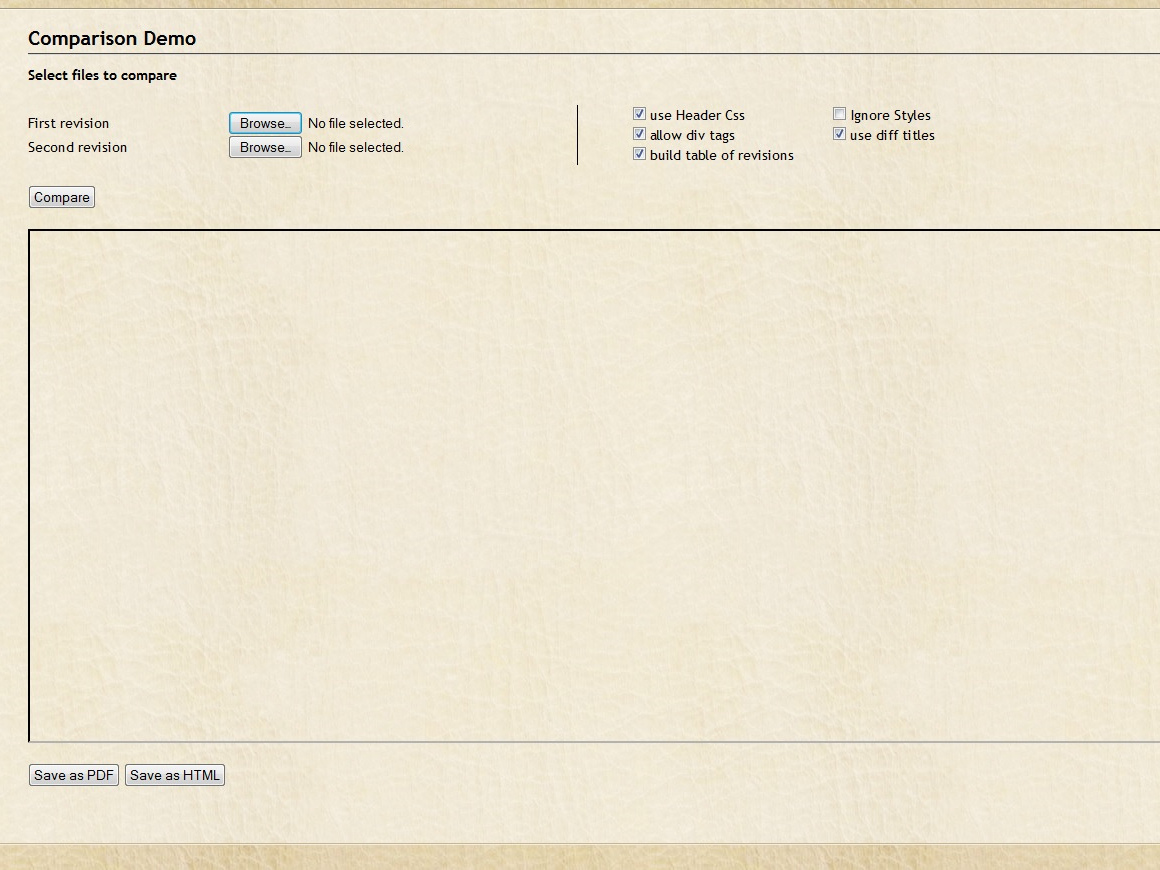 Comparison Demo
Select files to compare
First revision Browse... No file selected.
Second revision Browse... No file selected.
use Header Css Ignore Styles
allow div tags use diff titles
build table of revisions
Compare
Save as PDF Save as HTML